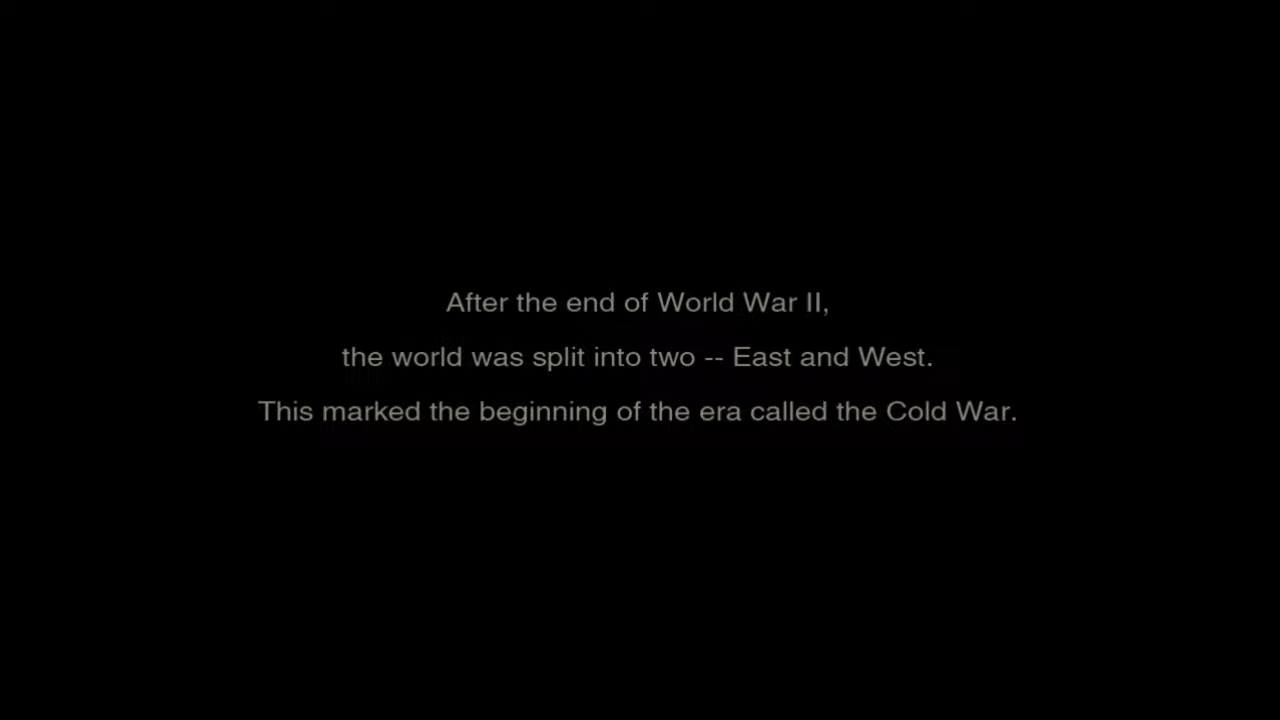 After the end of World War II,
the world was split into two -- East and West.
This marked the beginning of the era called the Cold War.